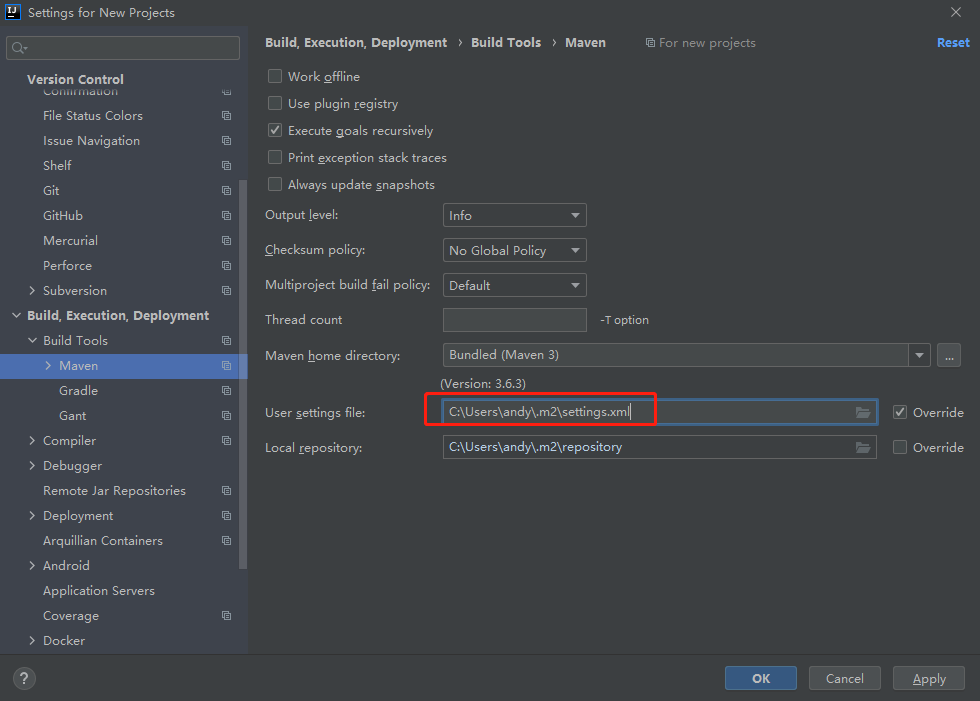 Settings for New Projects
Version Control
Confirmation
File Status Colors
Issue Navigation
Shelf
Git
GitHub
Mercurial
Perforce
Subversion
Build, Execution, Deployment
Build Tools
Maven
Gradle
Gant
Compiler
Debugger
Remote Jar Repositories
Deployment
Arquillian Containers
Android
Application Servers
Coverage
Docker
Build, Execution, Deployment › Build Tools › Maven For new projects Reset
Work offline
Use plugin registry
Execute goals recursively
Print exception stack traces
Always update snapshots
Output level: Info
Checksum policy: No Global Policy
Multiproject build fail policy: Default
Thread count -T option
Maven home directory: Bundled (Maven 3) ...
(Version: 3.6.3)
User settings file: C:\Users\andy\.m2\settings.xml Override
Local repository: C:\Users\andy\.m2\repository Override
? OK Cancel Apply